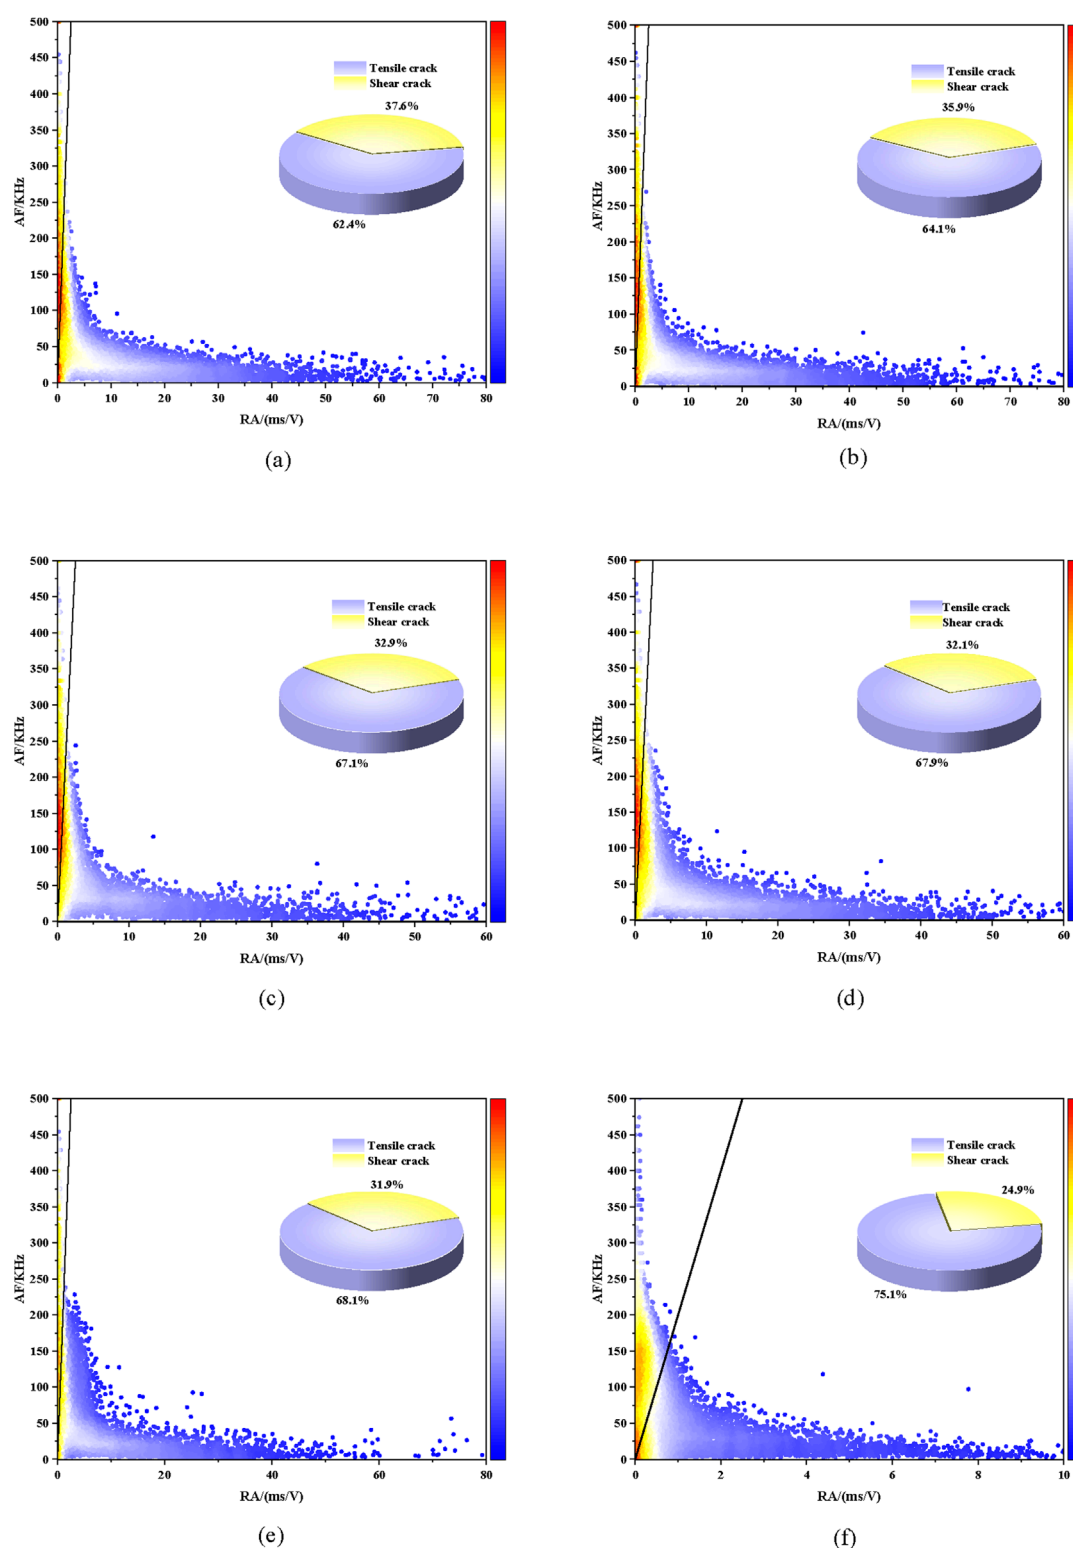 500
450
400
350
300
250
200
150
100
50
0
AF/KHz
Tensile crack
Shear crack
37.6%
62.4%
0 10 20 30 40 50 60 70 80
RA/(ms/V)
(a)
500
450
400
350
300
250
200
150
100
50
0
AF/KHz
Tensile crack
Shear crack
35.9%
64.1%
0 10 20 30 40 50 60 70 80
RA/(ms/V)
(b)
500
450
400
350
300
250
200
150
100
50
0
AF/KHz
Tensile crack
Shear crack
32.9%
67.1%
0 10 20 30 40 50 60
RA/(ms/V)
(c)
500
450
400
350
300
250
200
150
100
50
0
AF/KHz
Tensile crack
Shear crack
32.1%
67.9%
0 10 20 30 40 50 60
RA/(ms/V)
(d)
500
450
400
350
300
250
200
150
100
50
0
AF/KHz
Tensile crack
Shear crack
31.9%
68.1%
0 20 40 60 80
RA/(ms/V)
(e)
500
450
400
350
300
250
200
150
100
50
0
AF/KHz
Tensile crack
Shear crack
24.9%
75.1%
0 2 4 6 8 10
RA/(ms/V)
(f)